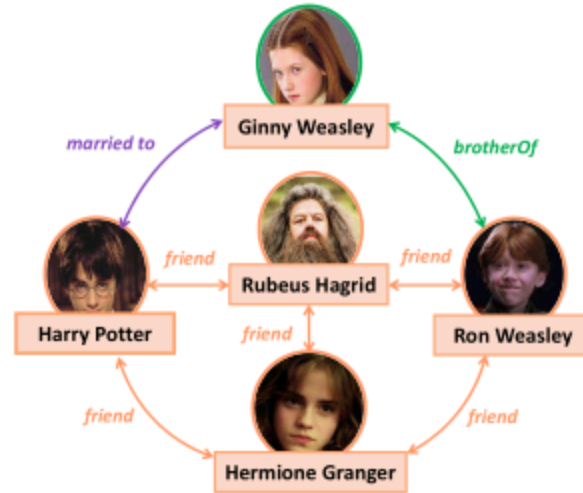 Ginny Weasley
married to
brotherOf
friend
friend
Rubeus Hagrid
Harry Potter
friend
Ron Weasley
friend
friend
Hermione Granger